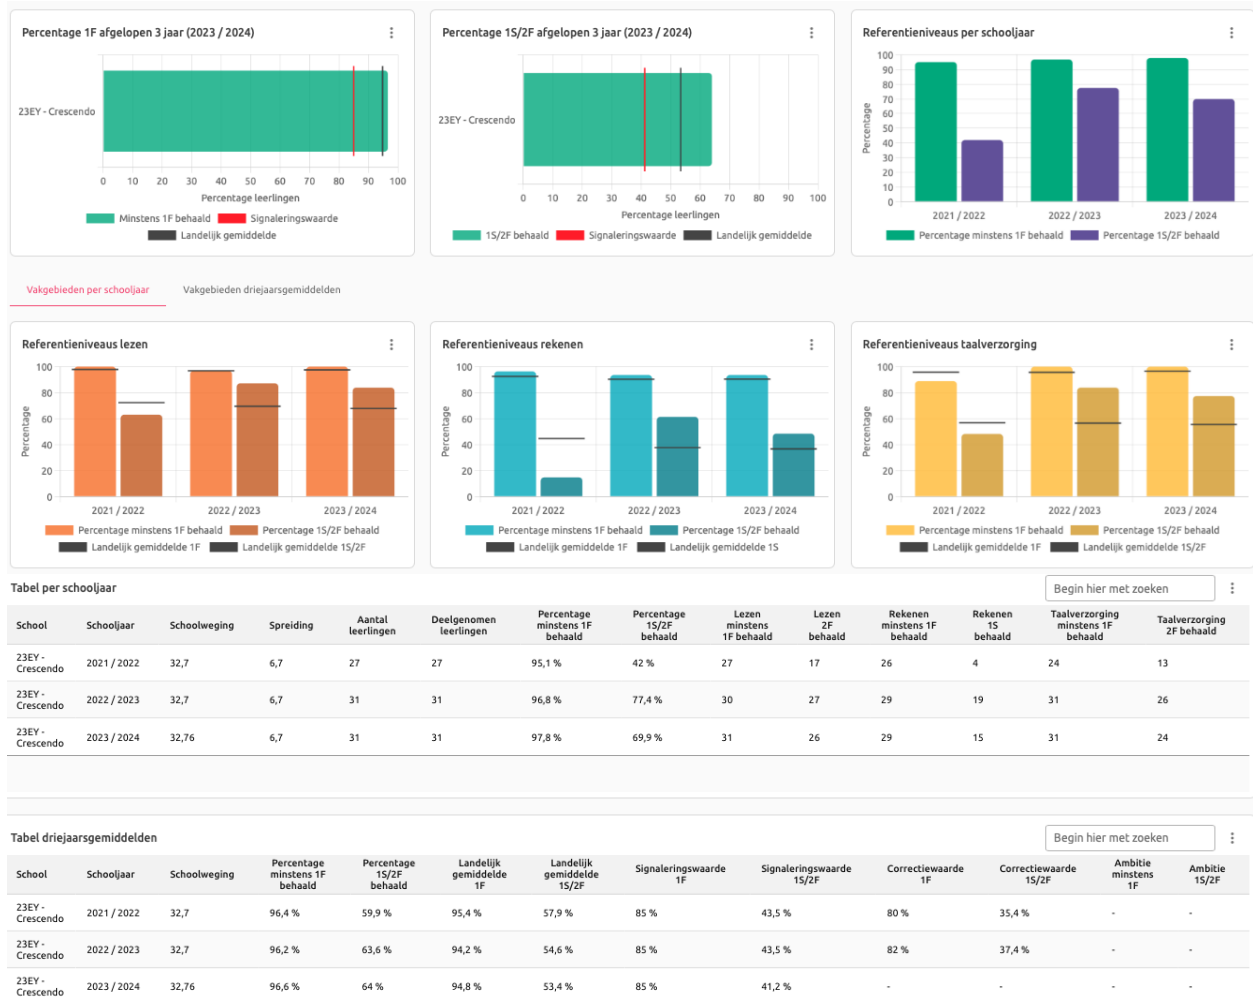 Percentage 1F afgelopen 3 jaar (2023 / 2024)
23EY - Crescendo
0 10 20 30 40 50 60 70 80 90 100
Percentage leerlingen
Minstens 1F behaald Signaleringswaarde
Landelijk gemiddelde
Percentage 1S/2F afgelopen 3 jaar (2023 / 2024)
23EY - Crescendo
0 10 20 30 40 50 60 70 80 90 100
Percentage leerlingen
1S/2F behaald Signaleringswaarde Landelijk gemiddelde
Referentieniveaus per schooljaar
Percentage
100
90
80
70
60
50
40
30
20
10
0
2021 / 2022 2022 / 2023 2023 / 2024
Percentage minstens 1F behaald Percentage 1S/2F behaald
Vakgebieden per schooljaar Vakgebieden driejaarsgemiddelden
Referentieniveaus lezen
Percentage
100
80
60
40
20
0
2021 / 2022 2022 / 2023 2023 / 2024
Percentage minstens 1F behaald Percentage 1S/2F behaald
Landelijk gemiddelde 1F Landelijk gemiddelde 1S/2F
Referentieniveaus rekenen
Percentage
100
80
60
40
20
0
2021 / 2022 2022 / 2023 2023 / 2024
Percentage minstens 1F behaald Percentage 1S/2F behaald
Landelijk gemiddelde 1F Landelijk gemiddelde 1S
Referentieniveaus taalverzorging
Percentage
100
80
60
40
20
0
2021 / 2022 2022 / 2023 2023 / 2024
Percentage minstens 1F behaald Percentage 1S/2F behaald
Landelijk gemiddelde 1F Landelijk gemiddelde 1S/2F
Tabel per schooljaar
Begin hier met zoeken
School Schooljaar Schoolweging Spreiding Aantal leerlingen Deelgenomen leerlingen Percentage minstens 1F behaald Percentage 1S/2F behaald Lezen minstens 1F behaald Lezen 2F behaald Rekenen minstens 1F behaald Rekenen 1S behaald Taalverzorging minstens 1F behaald Taalverzorging 2F behaald
23EY - Crescendo 2021 / 2022 32,7 6,7 27 27 95,1 % 42 % 27 17 26 4 24 13
23EY - Crescendo 2022 / 2023 32,7 6,7 31 31 96,8 % 77,4 % 30 27 29 19 31 26
23EY - Crescendo 2023 / 2024 32,76 6,7 31 31 97,8 % 69,9 % 31 26 29 15 31 24
Tabel driejaarsgemiddelden
Begin hier met zoeken
School Schooljaar Schoolweging Percentage minstens 1F behaald Percentage 1S/2F behaald Landelijk gemiddelde 1F Landelijk gemiddelde 1S/2F Signaleringswaarde 1F Signaleringswaarde 1S/2F Correctiewaarde 1F Correctiewaarde 1S/2F Ambitie minstens 1F Ambitie 1S/2F
23EY - Crescendo 2021 / 2022 32,7 96,4 % 59,9 % 95,4 % 57,9 % 85 % 43,5 % 80 % 35,4 % - -
23EY - Crescendo 2022 / 2023 32,7 96,2 % 63,6 % 94,2 % 54,6 % 85 % 43,5 % 82 % 37,4 % - -
23EY - Crescendo 2023 / 2024 32,76 96,6 % 64 % 94,8 % 53,4 % 85 % 41,2 % - - - -